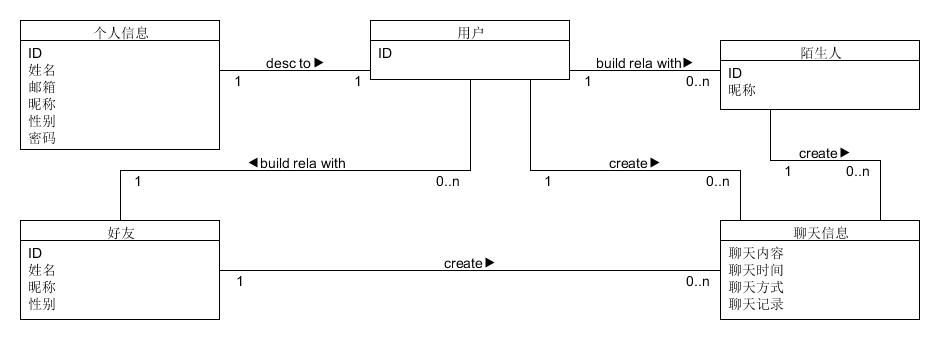 个人信息
ID
姓名
邮箱
昵称
性别
密码
desc to▶
1
1
用户
ID
build rela with▶
1
0..n
陌生人
ID
昵称
◀build rela with
1
0..n
create▶
1
0..n
create▶
1
0..n
好友
ID
姓名
昵称
性别
create▶
1
0..n
聊天信息
聊天内容
聊天时间
聊天方式
聊天记录